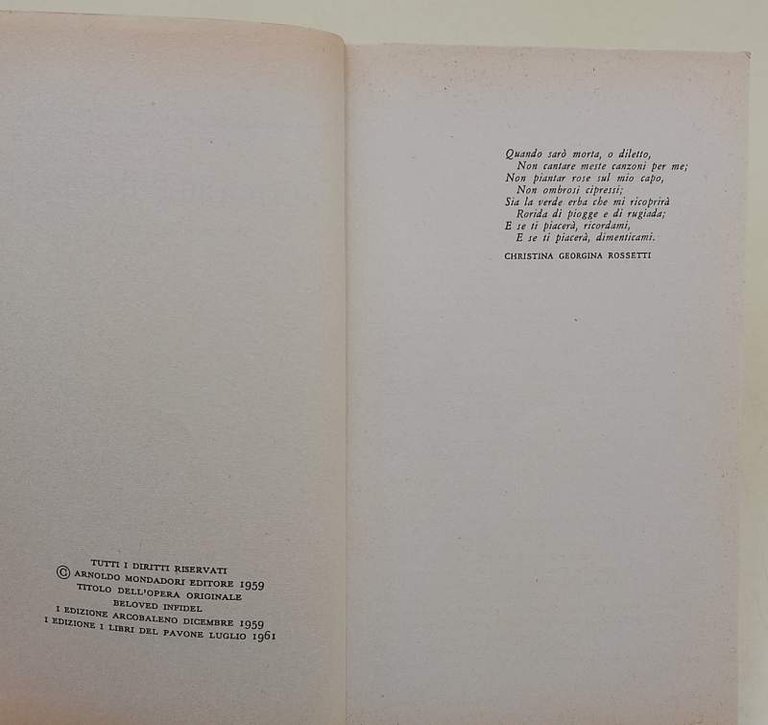 TUTTI I DIRITTI RISERVATI
© ARNOLDO MONDADORI EDITORE 1959
TITOLO DELL'OPERA ORIGINALE
BELOVED INFIDEL
I EDIZIONE ARCOBALENO DICEMBRE 1959
I EDIZIONE I LIBRI DEL PAVONE LUGLIO 1961
Quando sarò morta, o diletto,
Non cantare meste canzoni per me;
Non piantar rose sul mio capo,
Non ombrosi cipressi;
Sia la verde erba che mi ricoprirà
Rorida di piogge e di rugiada;
E se ti piacerà, ricordami,
E se ti piacerà, dimenticami.
CHRISTINA GEORGINA ROSSETTI